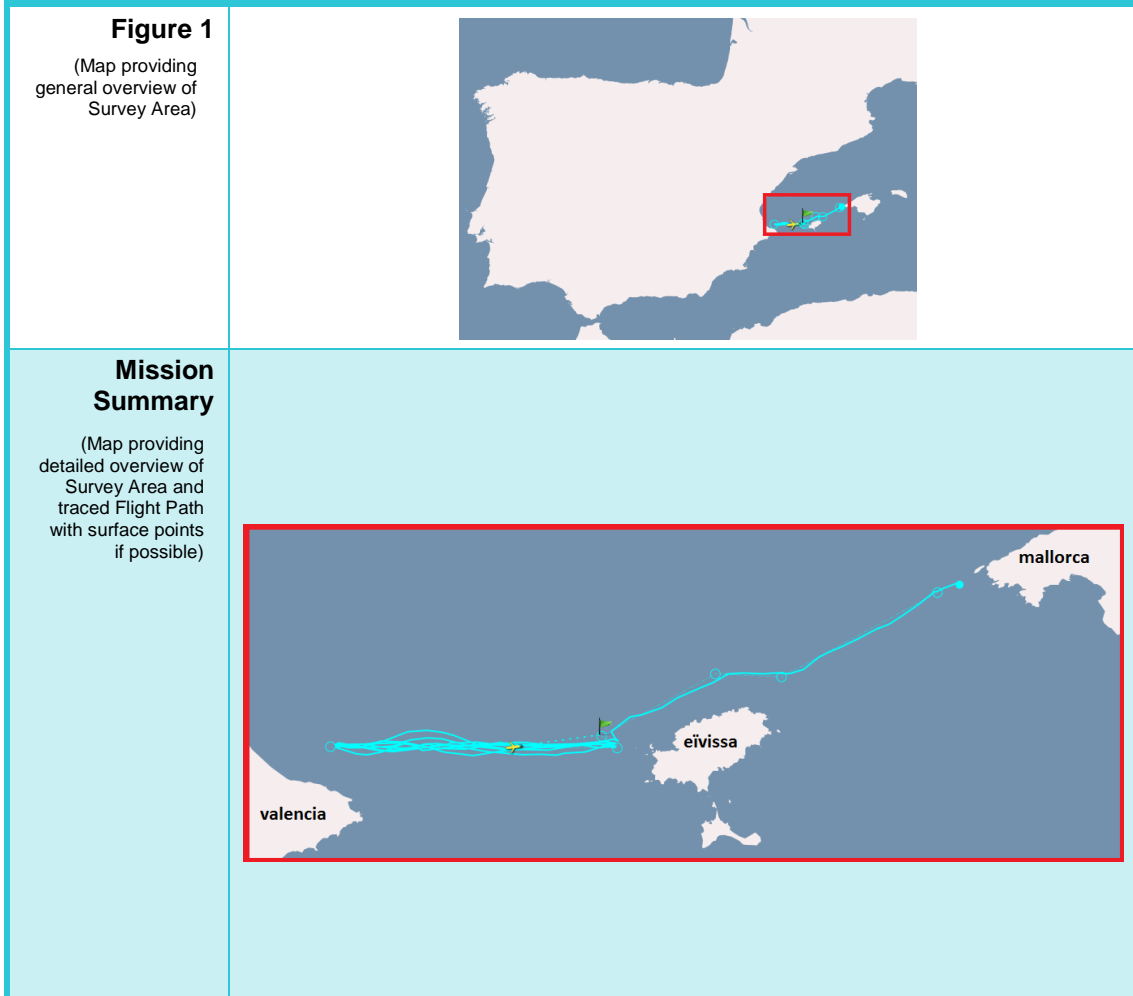 Figure 1
(Map providing
general overview of
Survey Area)
Mission
Summary
(Map providing
detailed overview of
Survey Area and
traced Flight Path
with surface points
if possible)
mallorca
eïvissa
valencia